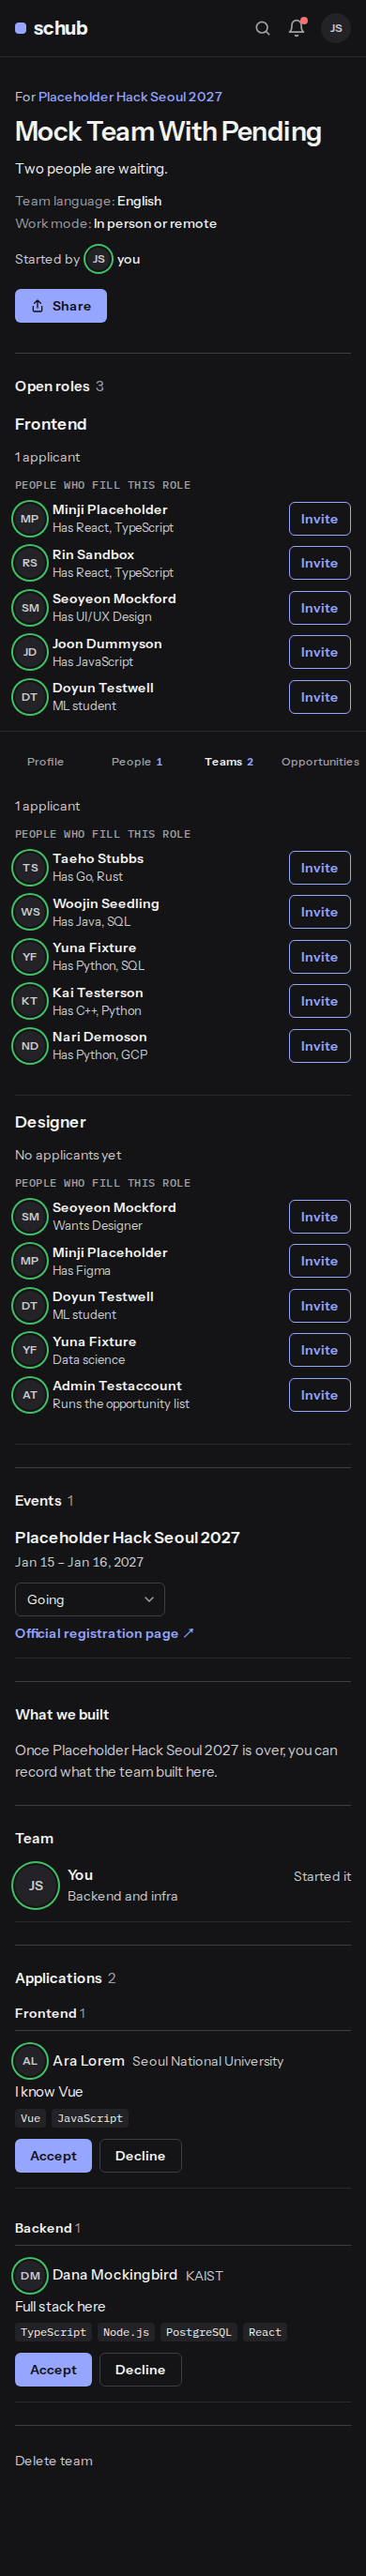 schub
JS
For Placeholder Hack Seoul 2027
Mock Team With Pending
Two people are waiting.
Team language: English
Work mode: In person or remote
Started by JS you
Share
Open roles 3
Frontend
1 applicant
PEOPLE WHO FILL THIS ROLE
MP Minji Placeholder Invite
Has React, TypeScript
RS Rin Sandbox Invite
Has React, TypeScript
SM Seoyeon Mockford Invite
Has UI/UX Design
JD Joon Dummyson Invite
Has JavaScript
DT Doyun Testwell Invite
ML student
Profile People 1 Teams 2 Opportunities
1 applicant
PEOPLE WHO FILL THIS ROLE
TS Taeho Stubbs Invite
Has Go, Rust
WS Woojin Seedling Invite
Has Java, SQL
YF Yuna Fixture Invite
Has Python, SQL
KT Kai Testerson Invite
Has C++, Python
ND Nari Demoson Invite
Has Python, GCP
Designer
No applicants yet
PEOPLE WHO FILL THIS ROLE
SM Seoyeon Mockford Invite
Wants Designer
MP Minji Placeholder Invite
Has Figma
DT Doyun Testwell Invite
ML student
YF Yuna Fixture Invite
Data science
AT Admin Testaccount Invite
Runs the opportunity list
Events 1
Placeholder Hack Seoul 2027
Jan 15 – Jan 16, 2027
Going
Official registration page ↗
What we built
Once Placeholder Hack Seoul 2027 is over, you can
record what the team built here.
Team
JS You Started it
Backend and infra
Applications 2
Frontend 1
AL Ara Lorem Seoul National University
I know Vue
Vue JavaScript
Accept Decline
Backend 1
DM Dana Mockingbird KAIST
Full stack here
TypeScript Node.js PostgreSQL React
Accept Decline
Delete team